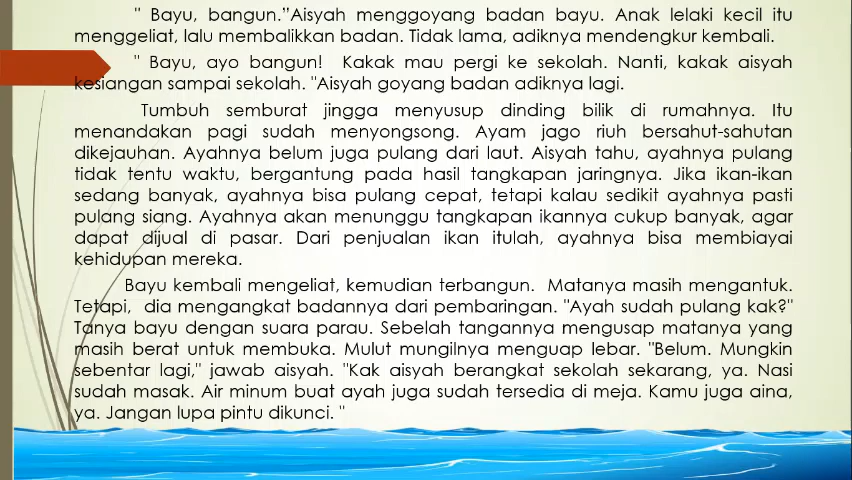 " Bayu, bangun.”Aisyah menggoyang badan bayu. Anak lelaki kecil itu
menggeliat, lalu membalikkan badan. Tidak lama, adiknya mendengkur kembali.
" Bayu, ayo bangun! Kakak mau pergi ke sekolah. Nanti, kakak aisyah
kesiangan sampai sekolah. "Aisyah goyang badan adiknya lagi.
Tumbuh semburat jingga menyusup dinding bilik di rumahnya. Itu
menandakan pagi sudah menyongsong. Ayam jago riuh bersahut-sahutan
dikejauhan. Ayahnya belum juga pulang dari laut. Aisyah tahu, ayahnya pulang
tidak tentu waktu, bergantung pada hasil tangkapan jaringnya. Jika ikan-ikan
sedang banyak, ayahnya bisa pulang cepat, tetapi kalau sedikit ayahnya pasti
pulang siang. Ayahnya akan menunggu tangkapan ikannya cukup banyak, agar
dapat dijual di pasar. Dari penjualan ikan itulah, ayahnya bisa membiayai
kehidupan mereka.
Bayu kembali mengeliat, kemudian terbangun. Matanya masih mengantuk.
Tetapi, dia mengangkat badannya dari pembaringan. "Ayah sudah pulang kak?"
Tanya bayu dengan suara parau. Sebelah tangannya mengusap matanya yang
masih berat untuk membuka. Mulut mungilnya menguap lebar. "Belum. Mungkin
sebentar lagi," jawab aisyah. "Kak aisyah berangkat sekolah sekarang, ya. Nasi
sudah masak. Air minum buat ayah juga sudah tersedia di meja. Kamu juga aina,
ya. Jangan lupa pintu dikunci. "